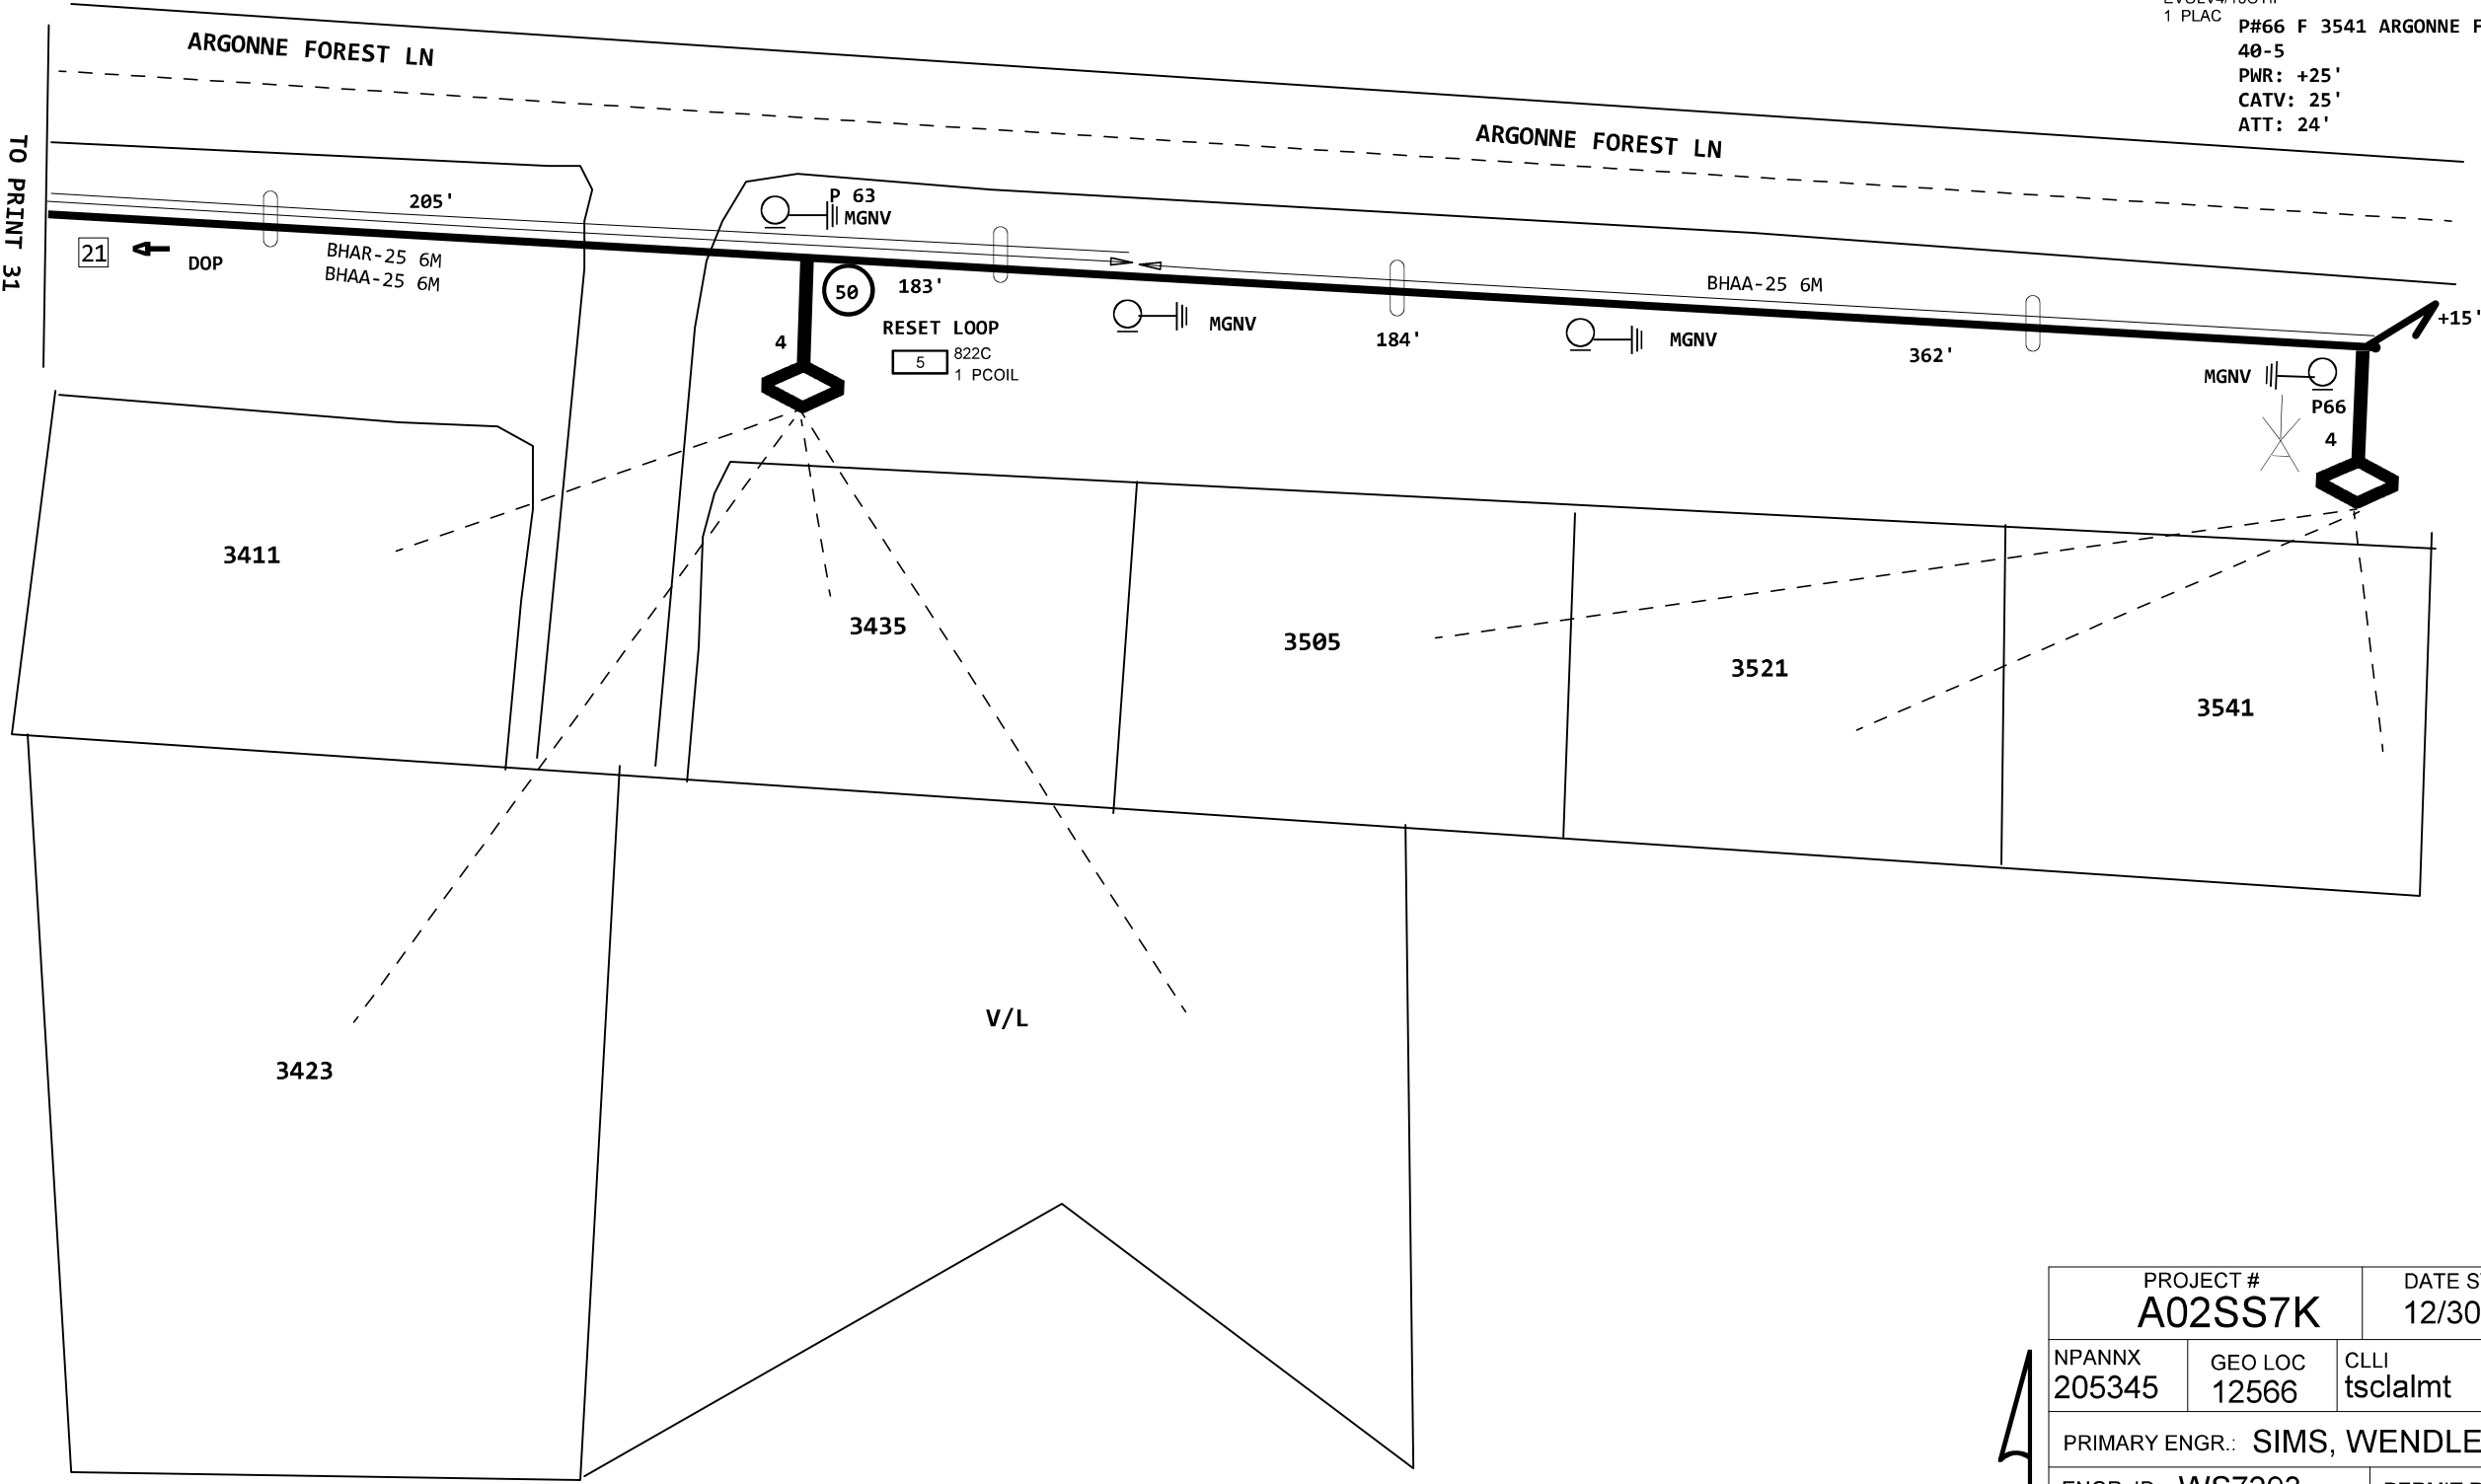 1 PLAC
P#66 F 3541 ARGONNE F
40-5
PWR: +25'
CATV: 25'
ATT: 24'
ARGONNE FOREST LN
ARGONNE FOREST LN
TO PRINT 31
205'
P 63
MGNV
21
DOP
BHAR-25 6M
BHAA-25 6M
50
183'
RESET LOOP
5
822C
1 PCOIL
4
MGNV
184'
MGNV
BHAA-25 6M
362'
+15'
MGNV
P66
4
3411
3435
3505
3521
3541
3423
V/L
PROJECT #
A02SS7K
DATE
12/30
NPANNX
205345
GEO LOC
12566
CLLI
tsclalmt
PRIMARY ENGR.: SIMS, WENDLE